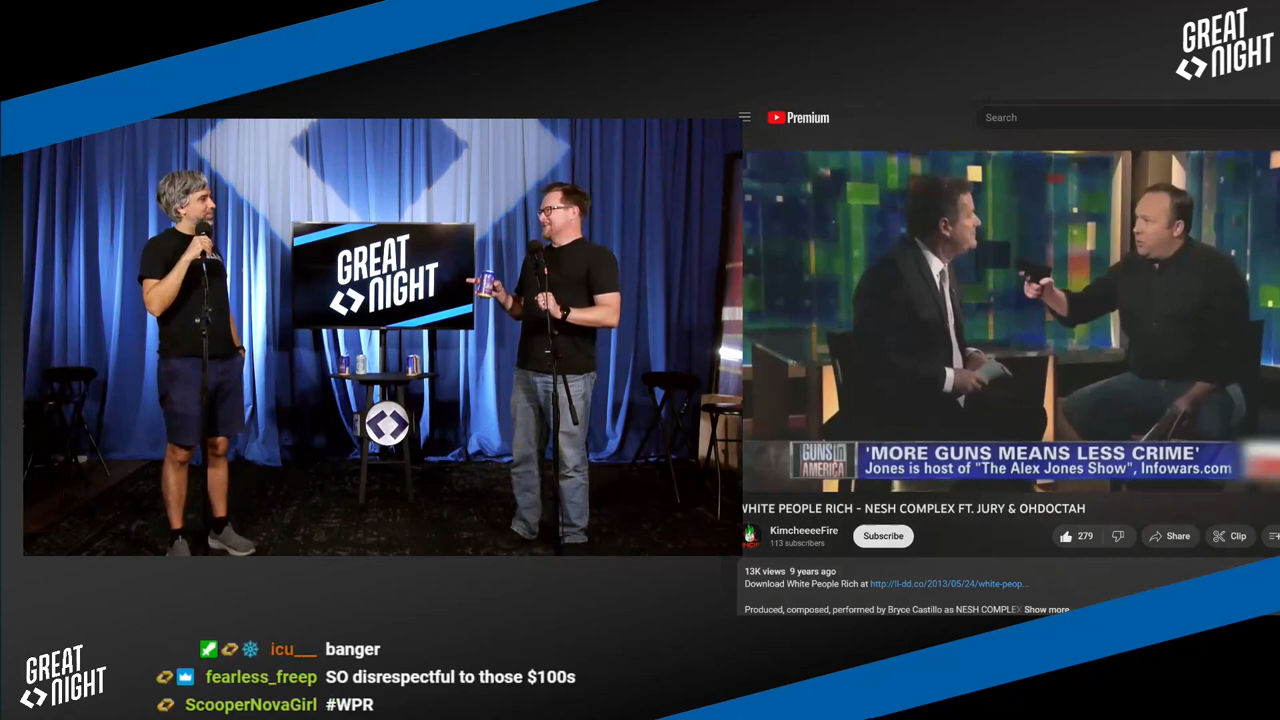 GREAT
NIGHT
Premium
Search
GREAT
NIGHT
GUNS IN
AMERICA
'MORE GUNS MEANS LESS CRIME'
Jones is host of "The Alex Jones Show", Infowars.com
WHITE PEOPLE RICH - NESH COMPLEX FT. JURY & OHDOCTAH
KimcheeeeFire
113 subscribers
Subscribe
279
Share
Clip
13K views 9 years ago
Download White People Rich at http://ll-dd.co/2013/05/24/white-peop...
Produced, composed, performed by Bryce Castillo as NESH COMPLEX Show more
icu___ banger
fearless_freep SO disrespectful to those $100s
ScooperNovaGirl #WPR
GREAT
NIGHT